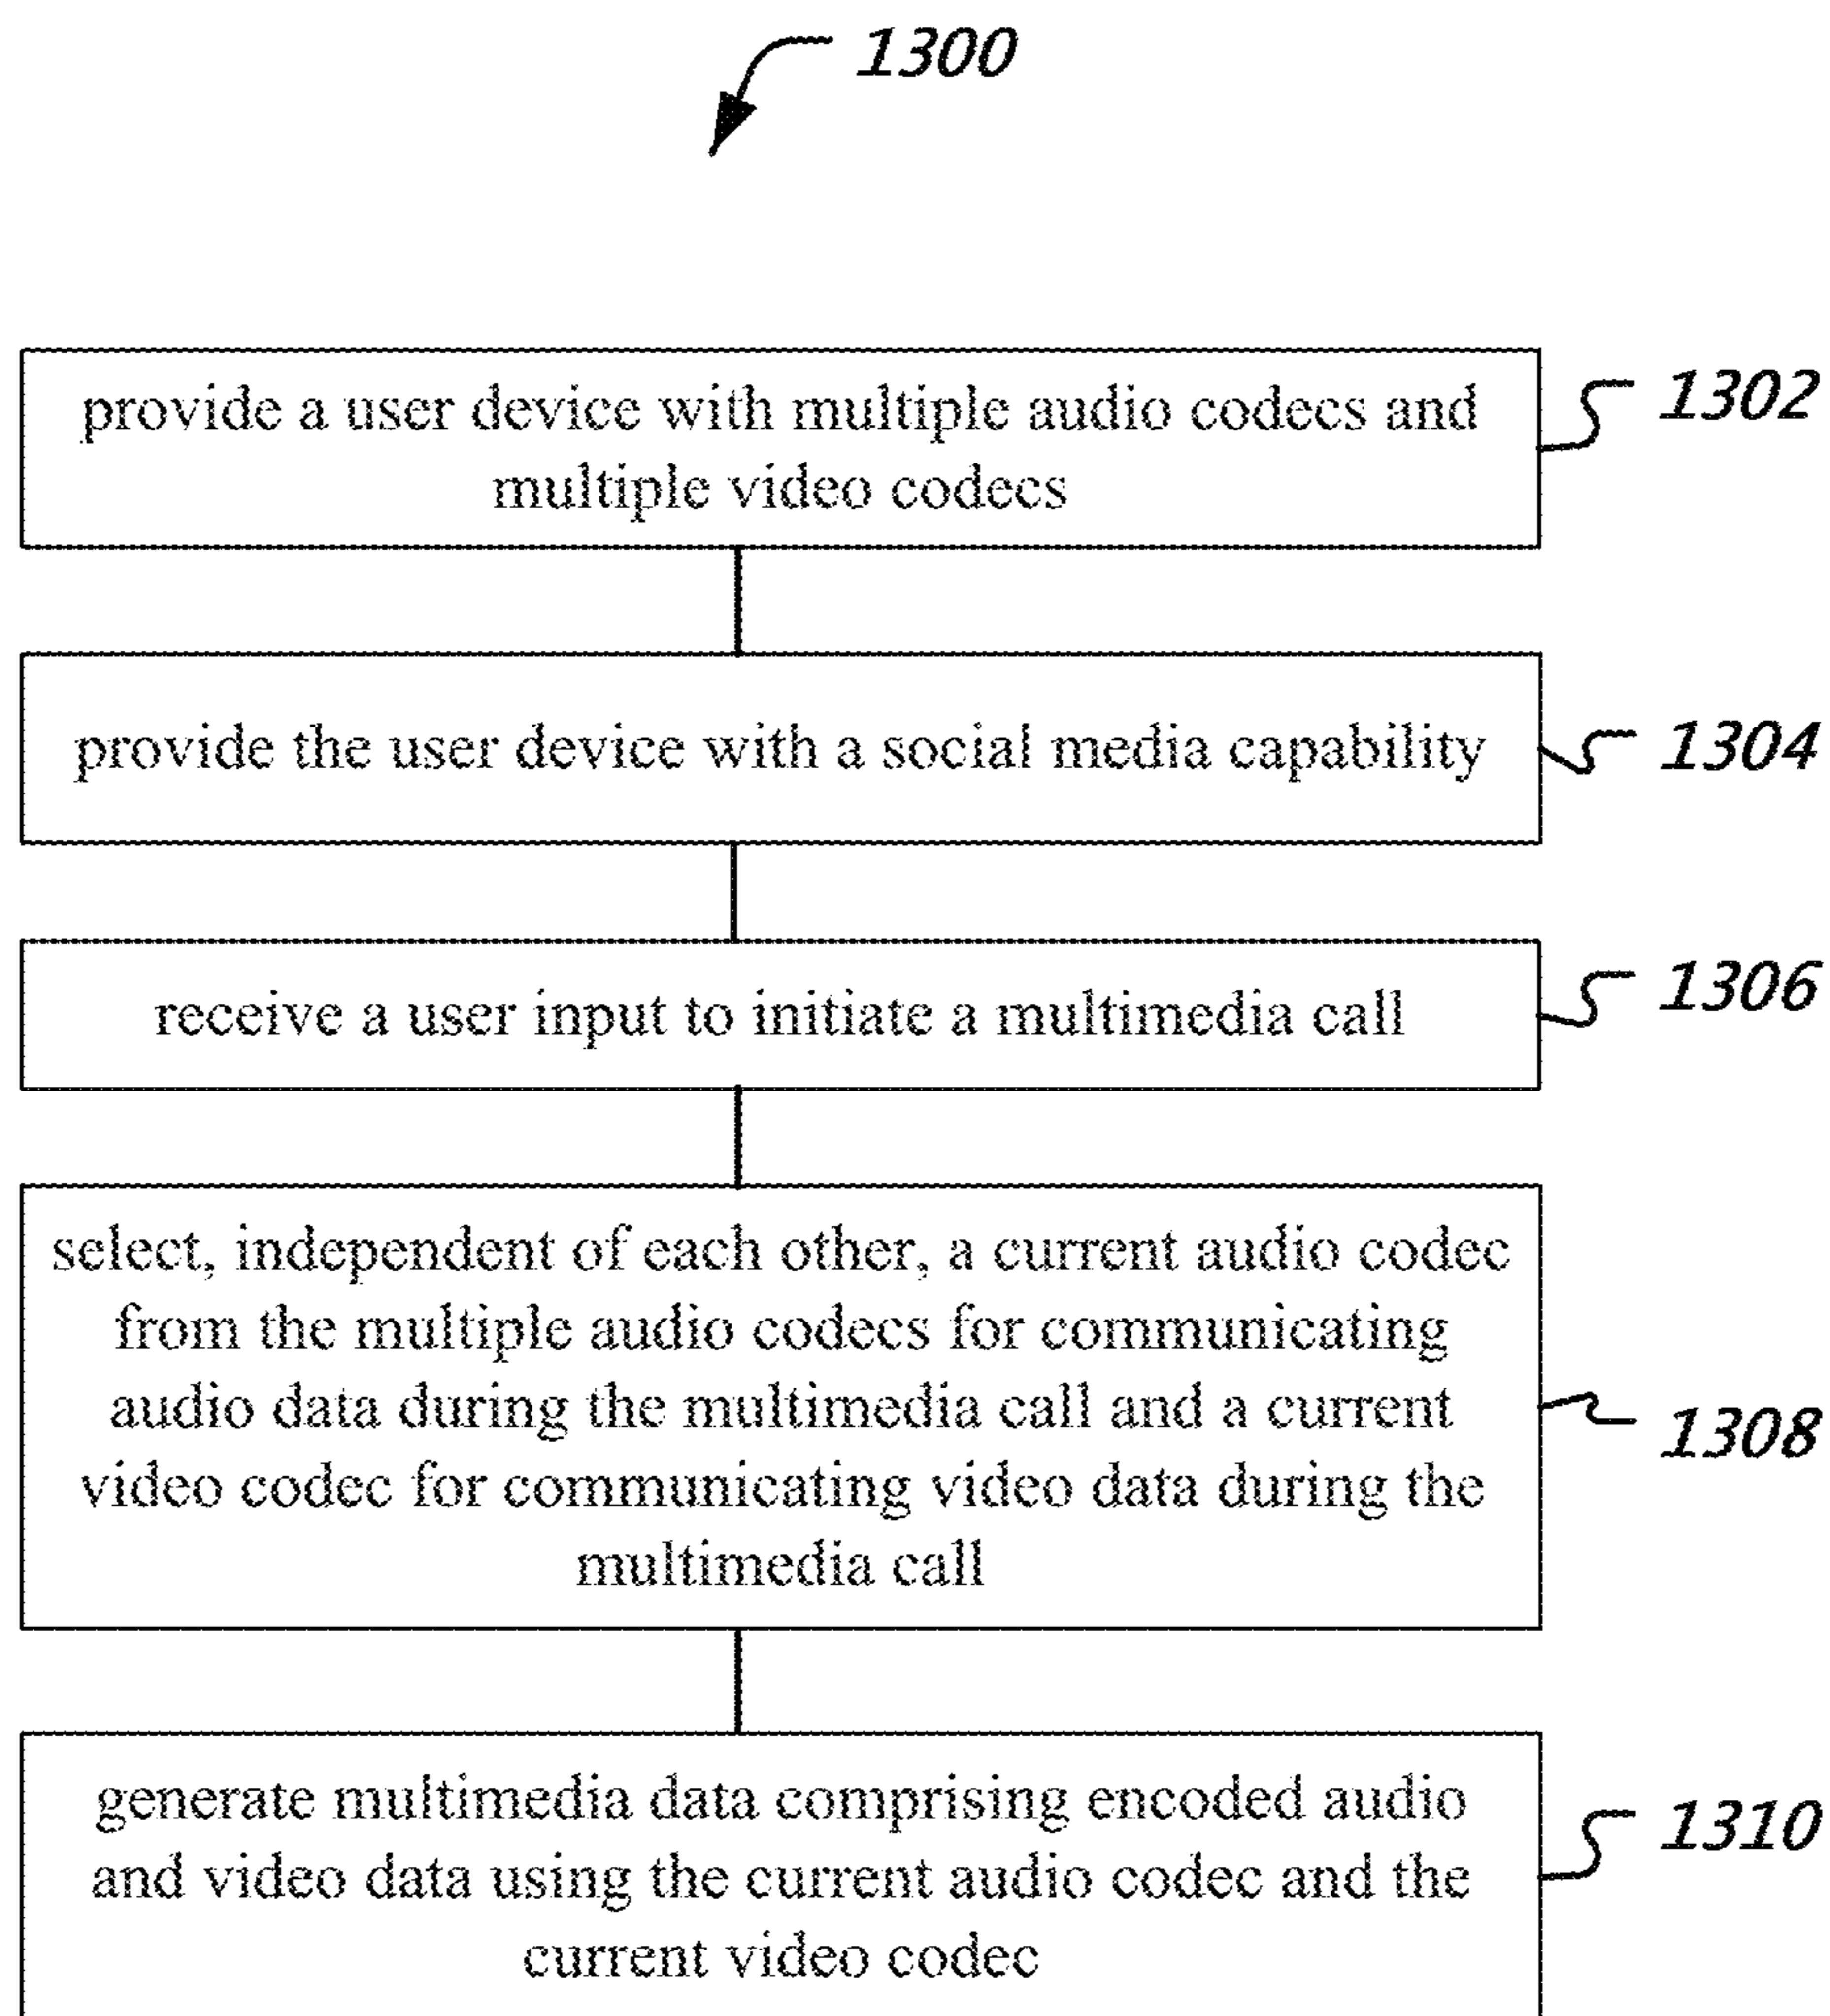 1300
provide a user device with multiple audio codecs and
multiple video codecs
1302
provide the user device with a social media capability
1304
receive a user input to initiate a multimedia call
1306
select, independent of each other, a current audio codec
from the multiple audio codecs for communicating
audio data during the multimedia call and a current
video codec for communicating video data during the
multimedia call
1308
generate multimedia data comprising encoded audio
and video data using the current audio codec and the
current video codec
1310